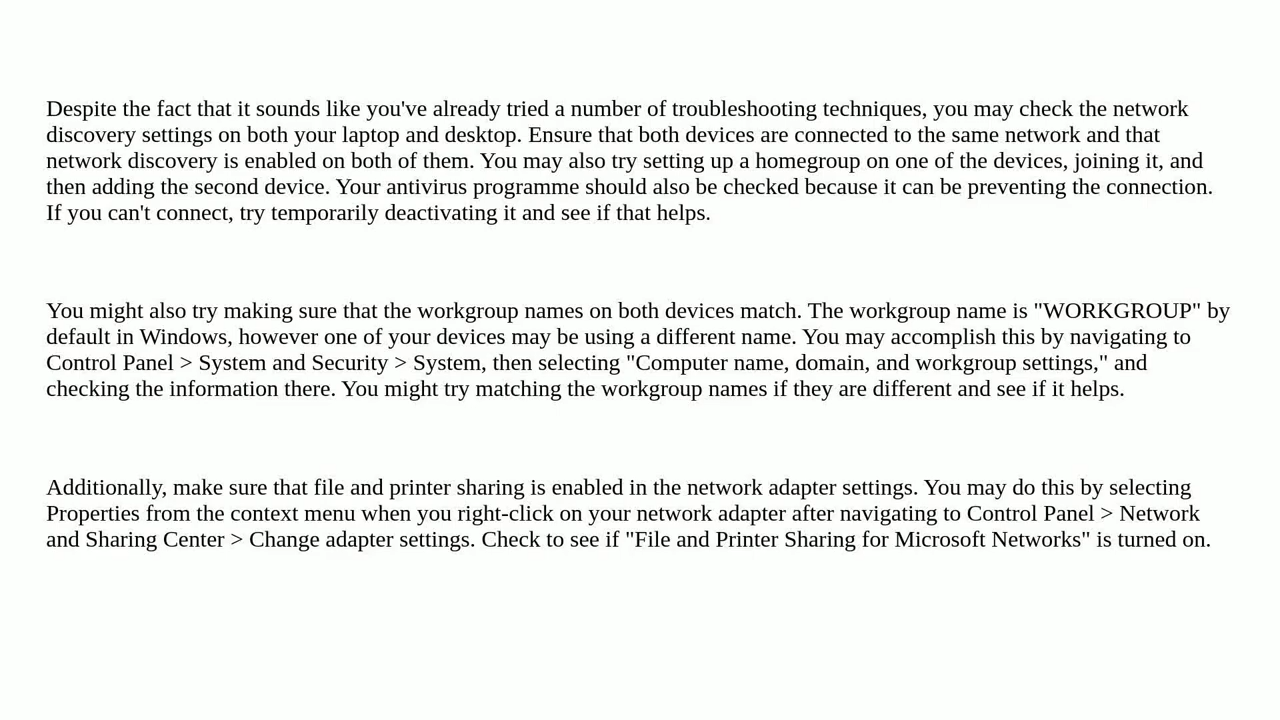 Despite the fact that it sounds like you've already tried a number of troubleshooting techniques, you may check the network
discovery settings on both your laptop and desktop. Ensure that both devices are connected to the same network and that
network discovery is enabled on both of them. You may also try setting up a homegroup on one of the devices, joining it, and
then adding the second device. Your antivirus programme should also be checked because it can be preventing the connection.
If you can't connect, try temporarily deactivating it and see if that helps.
You might also try making sure that the workgroup names on both devices match. The workgroup name is "WORKGROUP" by
default in Windows, however one of your devices may be using a different name. You may accomplish this by navigating to
Control Panel > System and Security > System, then selecting "Computer name, domain, and workgroup settings," and
checking the information there. You might try matching the workgroup names if they are different and see if it helps.
Additionally, make sure that file and printer sharing is enabled in the network adapter settings. You may do this by selecting
Properties from the context menu when you right-click on your network adapter after navigating to Control Panel > Network
and Sharing Center > Change adapter settings. Check to see if "File and Printer Sharing for Microsoft Networks" is turned on.